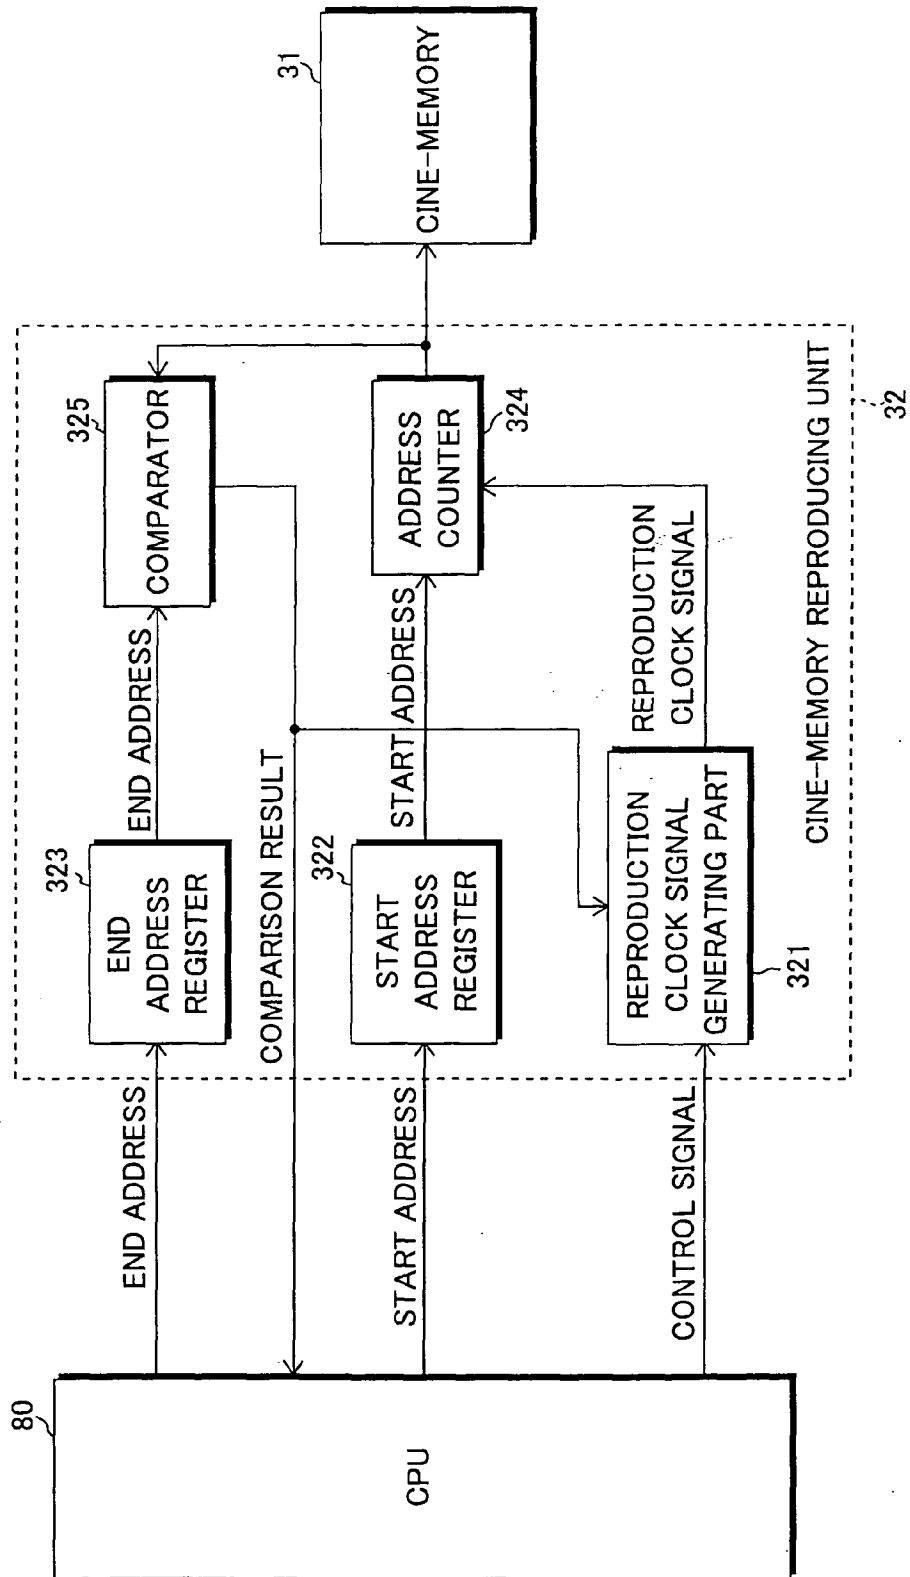 80
CPU
END ADDRESS
START ADDRESS
CONTROL SIGNAL
323
END
ADDRESS
REGISTER
END ADDRESS
325
COMPARATOR
COMPARISON RESULT
322
START
ADDRESS
REGISTER
START ADDRESS
ADDRESS
COUNTER
324
REPRODUCTION
CLOCK SIGNAL
GENERATING PART
321
REPRODUCTION
CLOCK SIGNAL
CINE-MEMORY REPRODUCING UNIT
32
31
CINE-MEMORY